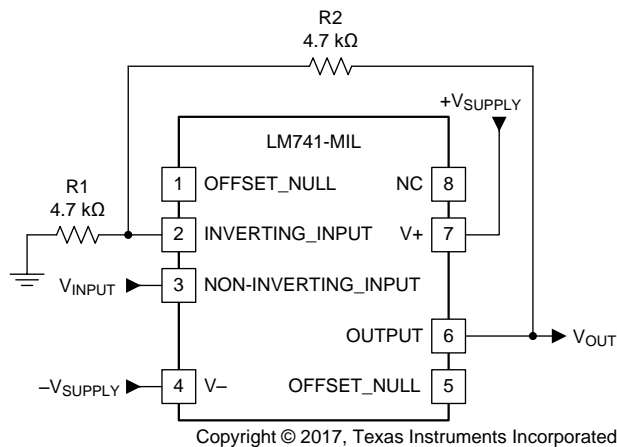 R2
4.7 kΩ
+VSUPPLY
LM741-MIL
1 OFFSET_NULL NC 8
R1
4.7 kΩ
2 INVERTING_INPUT V+ 7
VINPUT 3 NON-INVERTING_INPUT
OUTPUT 6 VOUT
–VSUPPLY 4 V– OFFSET_NULL 5
Copyright © 2017, Texas Instruments Incorporated